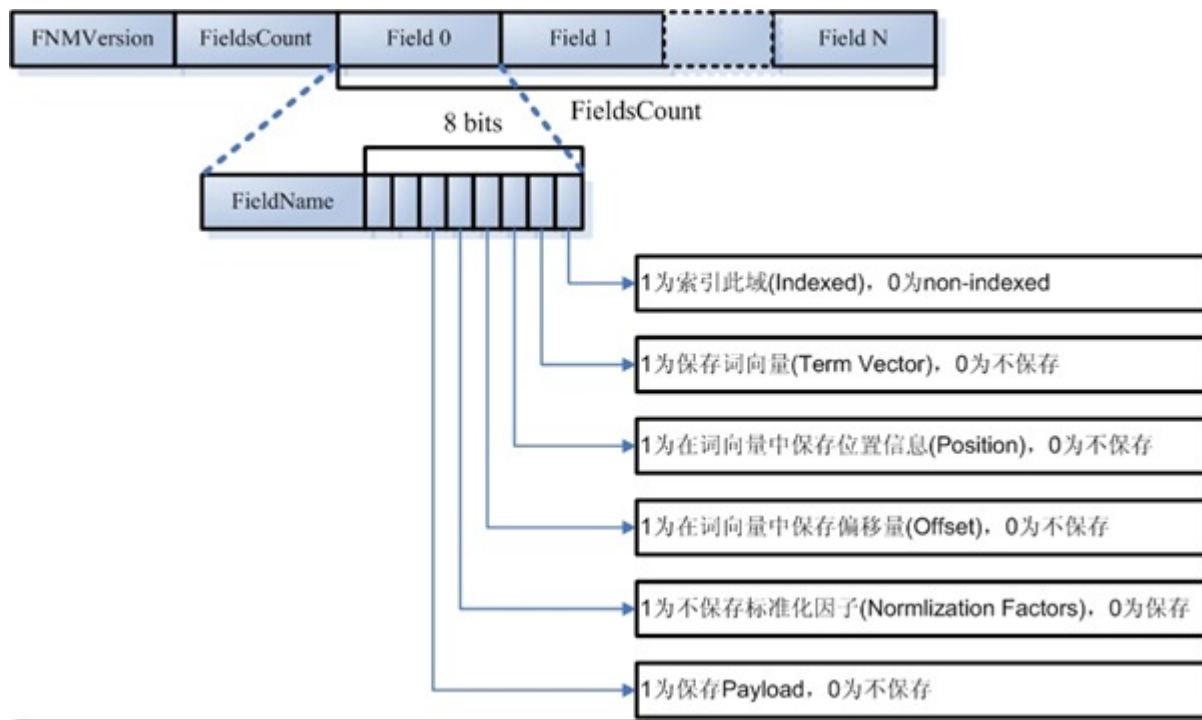 FNMVersion FieldsCount Field 0 Field 1 Field N
FieldsCount
8 bits
FieldName
1为索引此域(Indexed)，0为non-indexed
1为保存词向量(Term Vector)，0为不保存
1为在词向量中保存位置信息(Position)，0为不保存
1为在词向量中保存偏移量(Offset)，0为不保存
1为不保存标准化因子(Normlization Factors)，0为保存
1为保存Payload，0为不保存